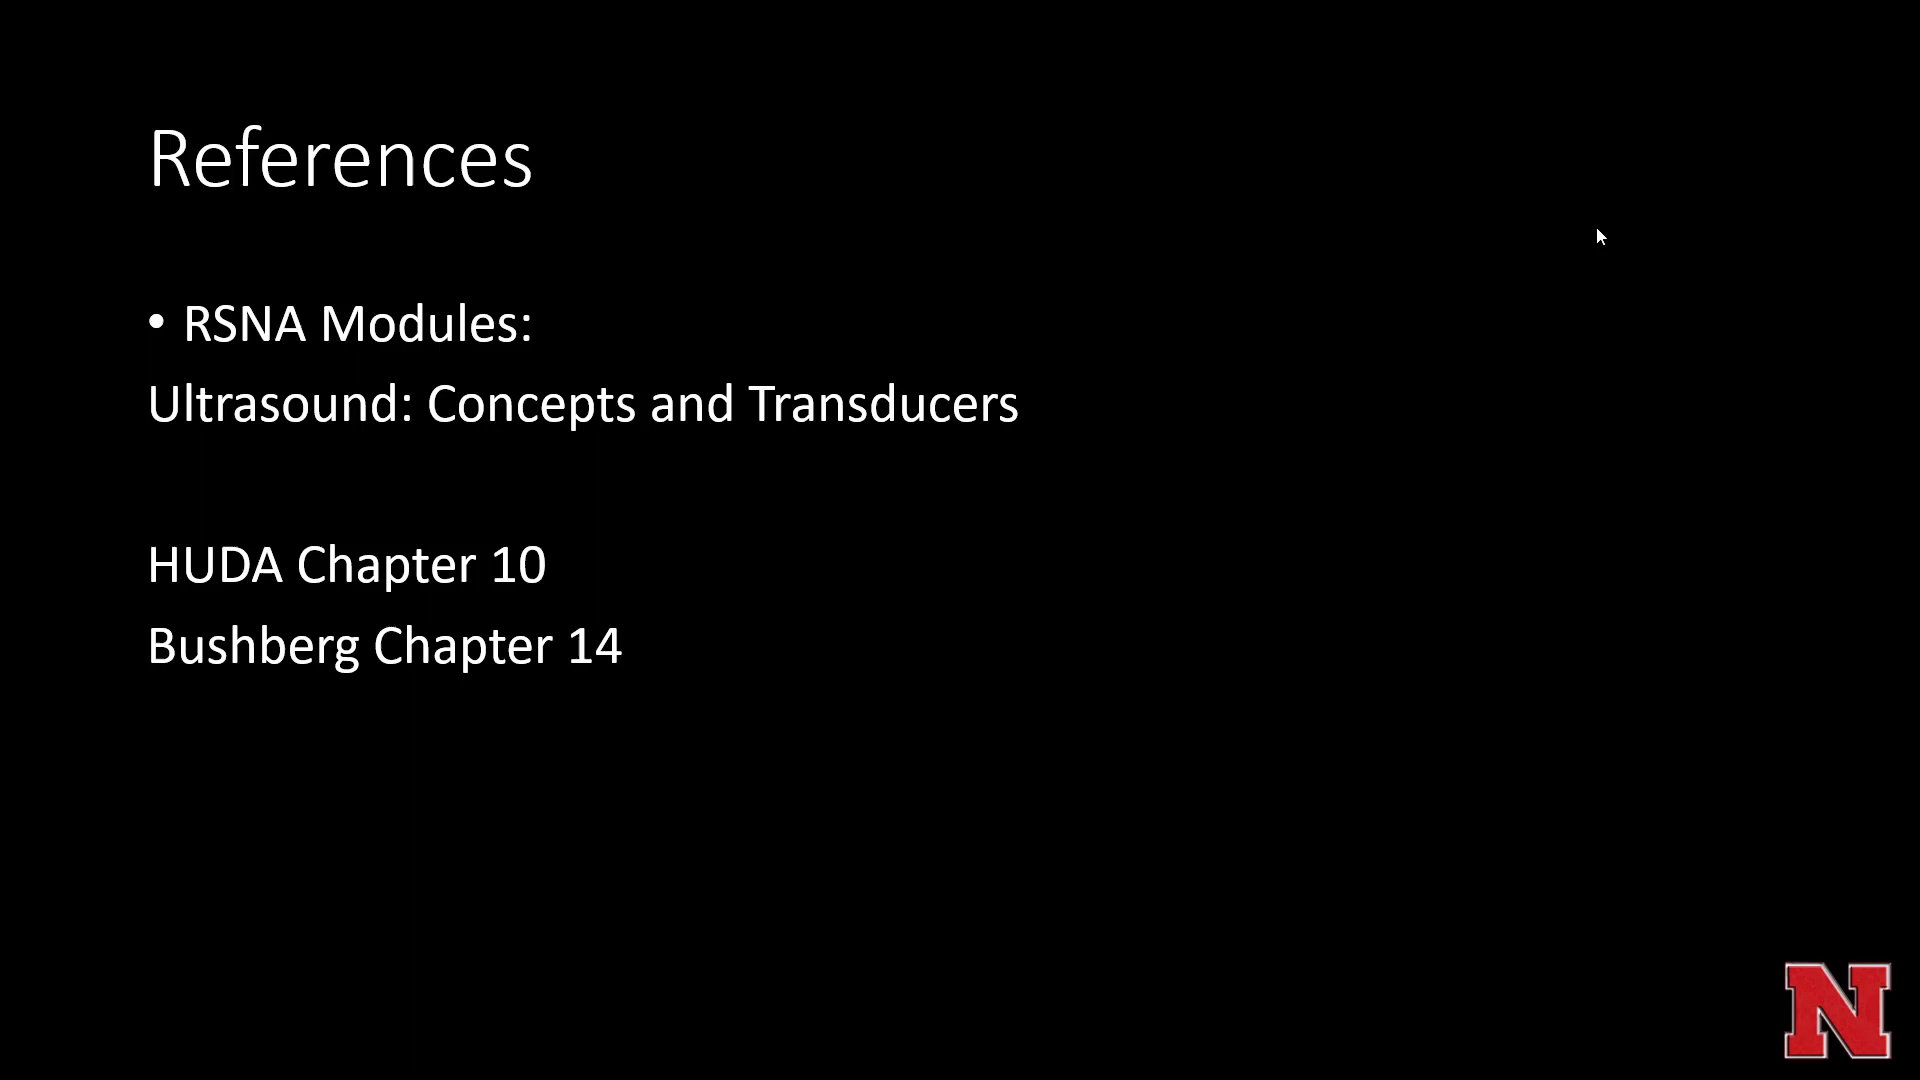 References
• RSNA Modules:
Ultrasound: Concepts and Transducers
HUDA Chapter 10
Bushberg Chapter 14
N